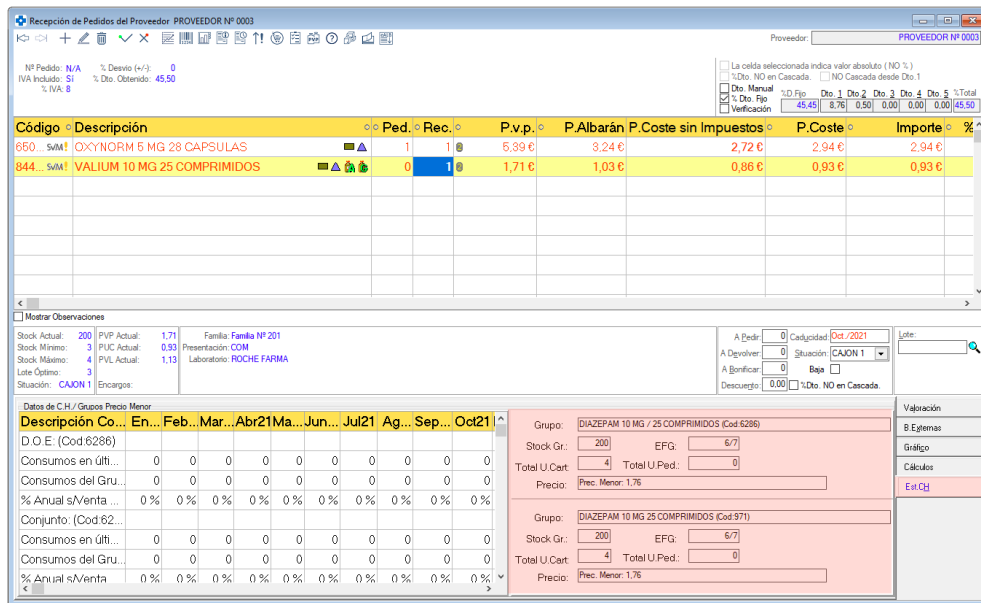 Recepción de Pedidos del Proveedor PROVEEDOR Nº 0003
Proveedor: PROVEEDOR Nº 0003
Nº Pedido: N/A % Desvio (+/-): 0
IVA Incluido: Sí % Dto. Obtenido: 45,50
% IVA: 8
La celda seleccionada indica valor absoluto ( NO % )
%Dto. NO en Cascada. NO Cascada desde Dto.1
Dto. Manual
% Dto. Fijo
Verificación
%D.Fijo Dto. 1 Dto.2 Dto. 3 Dto. 4 Dto. 5 %Total
45,45 8,76 0,50 0,00 0,00 0,00 45,50
Código Descripción Ped. Rec. P.v.p. P.Albarán P.Coste sin Impuestos P.Coste Importe %
650... SVM! OXYNORM 5 MG 28 CAPSULAS 1 1 5,39 € 3,24 € 2,72 € 2,94 € 2,94 €
844... SVM! VALIUM 10 MG 25 COMPRIMIDOS 0 1 1,71 € 1,03 € 0,86 € 0,93 € 0,93 €
Mostrar Observaciones
Stock Actual: 200 PVP Actual: 1,71 Familia: Familia Nº 201
Stock Mínimo: 3 PUC Actual: 0,93 Presentación: COM
Stock Máximo: 4 PVL Actual: 1,13 Laboratorio: ROCHE FARMA
Lote Óptimo: 3
Situación: CAJON 1 Encargos:
A Pedir: 0 Caducidad: Oct./2021 Lote:
A Devolver: 0 Situación: CAJON 1
A Bonificar: 0 Baja
Descuento: 0,00 %Dto. NO en Cascada.
Datos de C.H./ Grupos Precio Menor
Descripción Co... En... Feb... Mar... Abr21 Ma... Jun... Jul21 Ag... Sep... Oct21
D.O.E: (Cod:6286)
Consumos en últi... 0 0 0 0 0 0 0 0 0 0
Consumos del Gru... 0 0 0 0 0 0 0 0 0 0
% Anual s/Venta ... 0 % 0 % 0 % 0 % 0 % 0 % 0 % 0 % 0 % 0 %
Conjunto: (Cod:62...
Consumos en últi... 0 0 0 0 0 0 0 0 0 0
Consumos del Gru... 0 0 0 0 0 0 0 0 0 0
% Anual s/Venta 0 % 0 % 0 % 0 % 0 % 0 % 0 % 0 % 0 % 0 %
Grupo: DIAZEPAM 10 MG / 25 COMPRIMIDOS (Cod:6286)
Stock Gr.: 200 EFG: 6/7
Total U.Cart: 4 Total U.Ped.: 0
Precio: Prec. Menor: 1,76
Grupo: DIAZEPAM 10 MG 25 COMPRIMIDOS (Cod:971)
Stock Gr.: 200 EFG: 6/7
Total U.Cart: 4 Total U.Ped.: 0
Precio: Prec. Menor: 1,76
Valoración
B.Externas
Gráfico
Cálculos
Est.CH